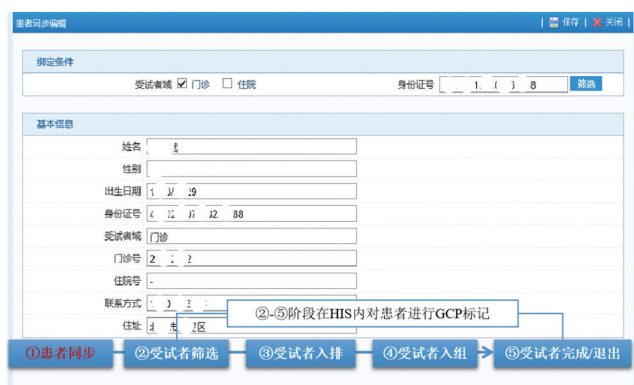 患者同步编辑
保存 | 关闭
绑定条件
受试者域 门诊 住院 身份证号 筛选
基本信息
姓名
性别
出生日期
身份证号
受试者域 门诊
门诊号
住院号 -
联系方式
住址
②-⑤阶段在HIS内对患者进行GCP标记
①患者同步 ②受试者筛选 ③受试者入排 ④受试者入组 ⑤受试者完成/退出